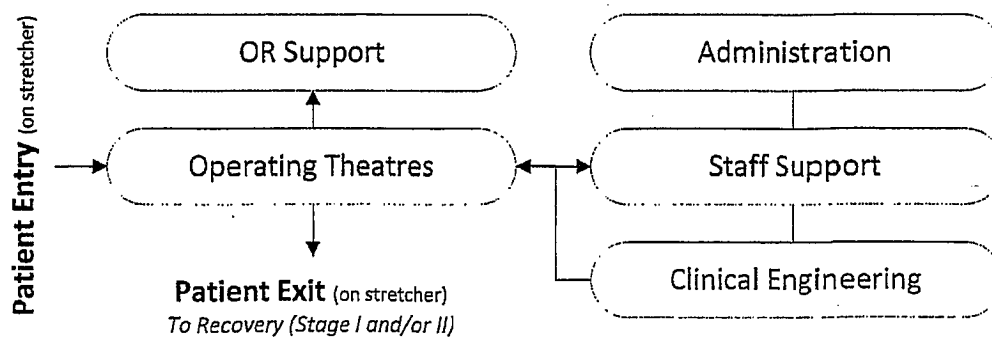 Patient Entry (on stretcher)
OR Support
Administration
Operating Theatres
Staff Support
Clinical Engineering
Patient Exit (on stretcher)
To Recovery (Stage I and/or II)